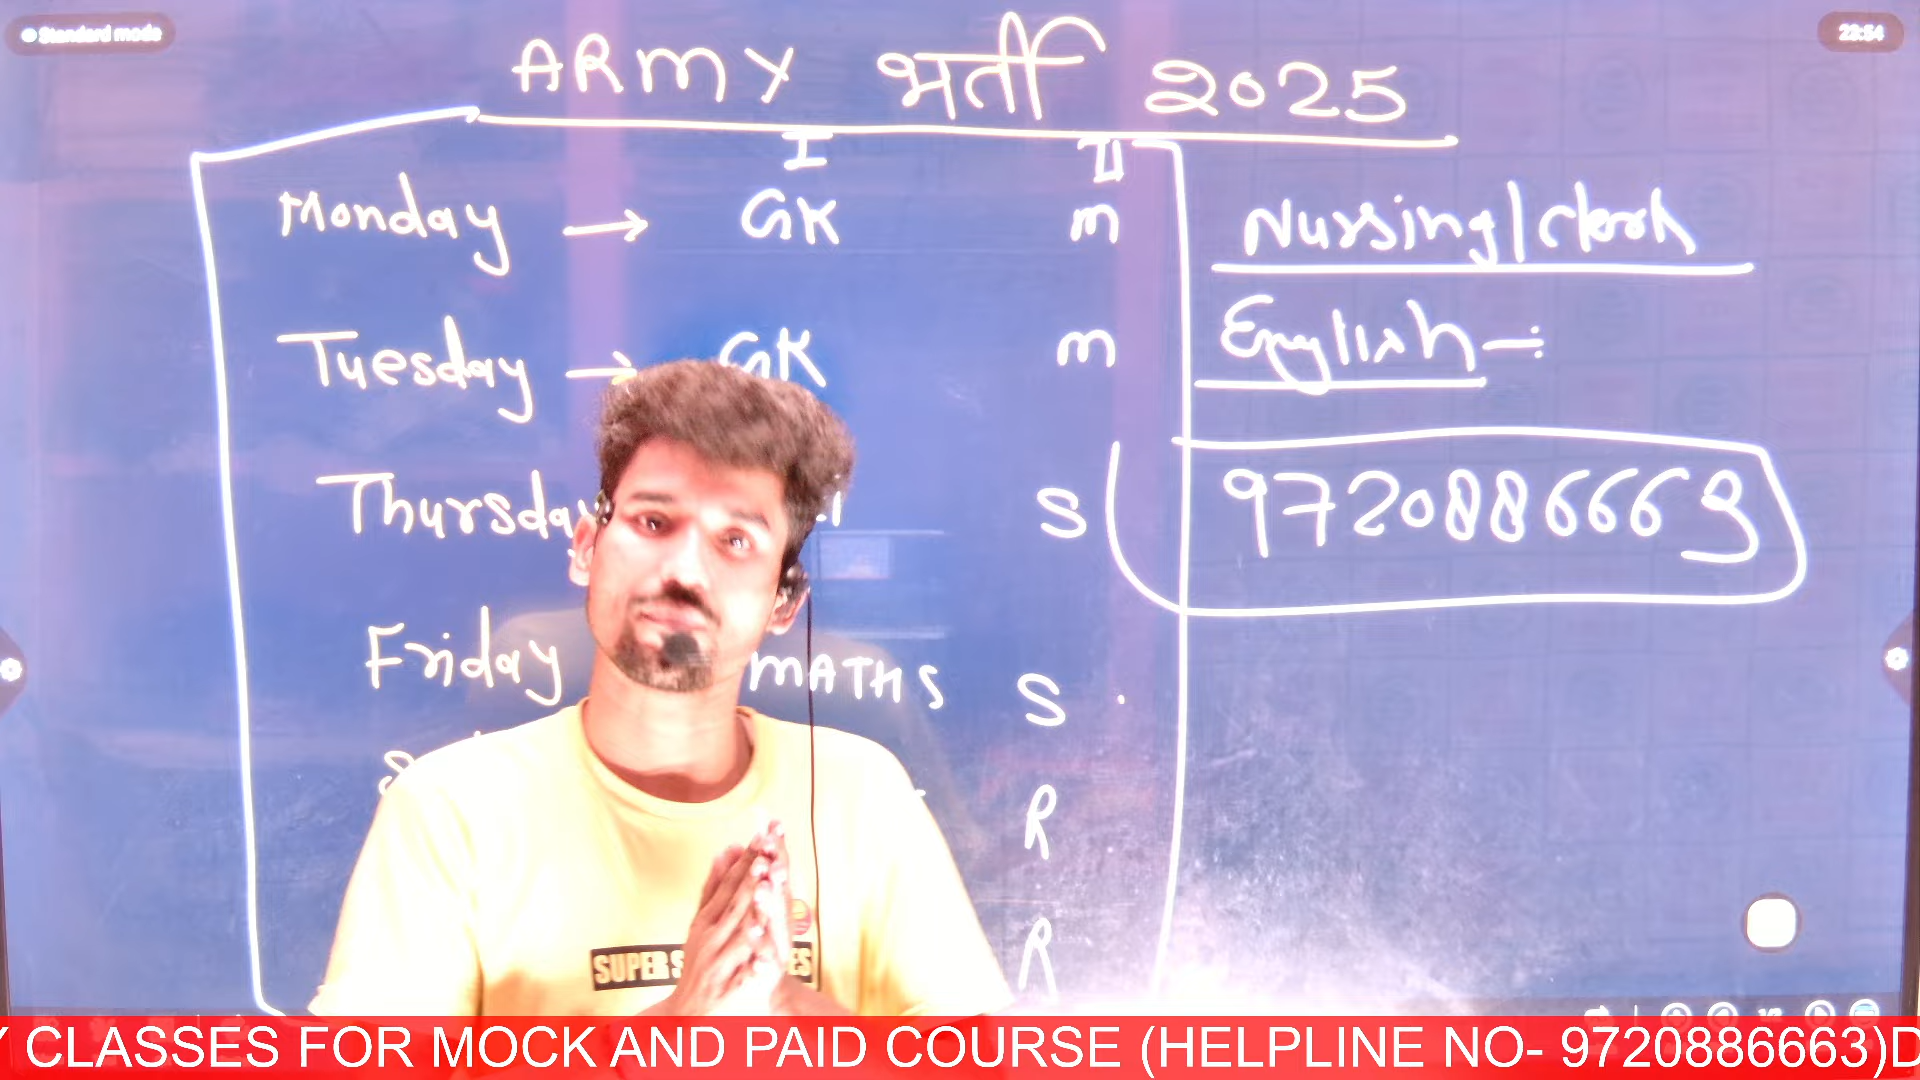 Standard mode
22:54
ARMY भर्ती 2025
I II
Monday → GK M
Tuesday → GK M
Thursday S
Friday MATHS S
R
R
Nursing/Clerk
English -:
9720886663
SUPER
Y CLASSES FOR MOCK AND PAID COURSE (HELPLINE NO- 9720886663)D